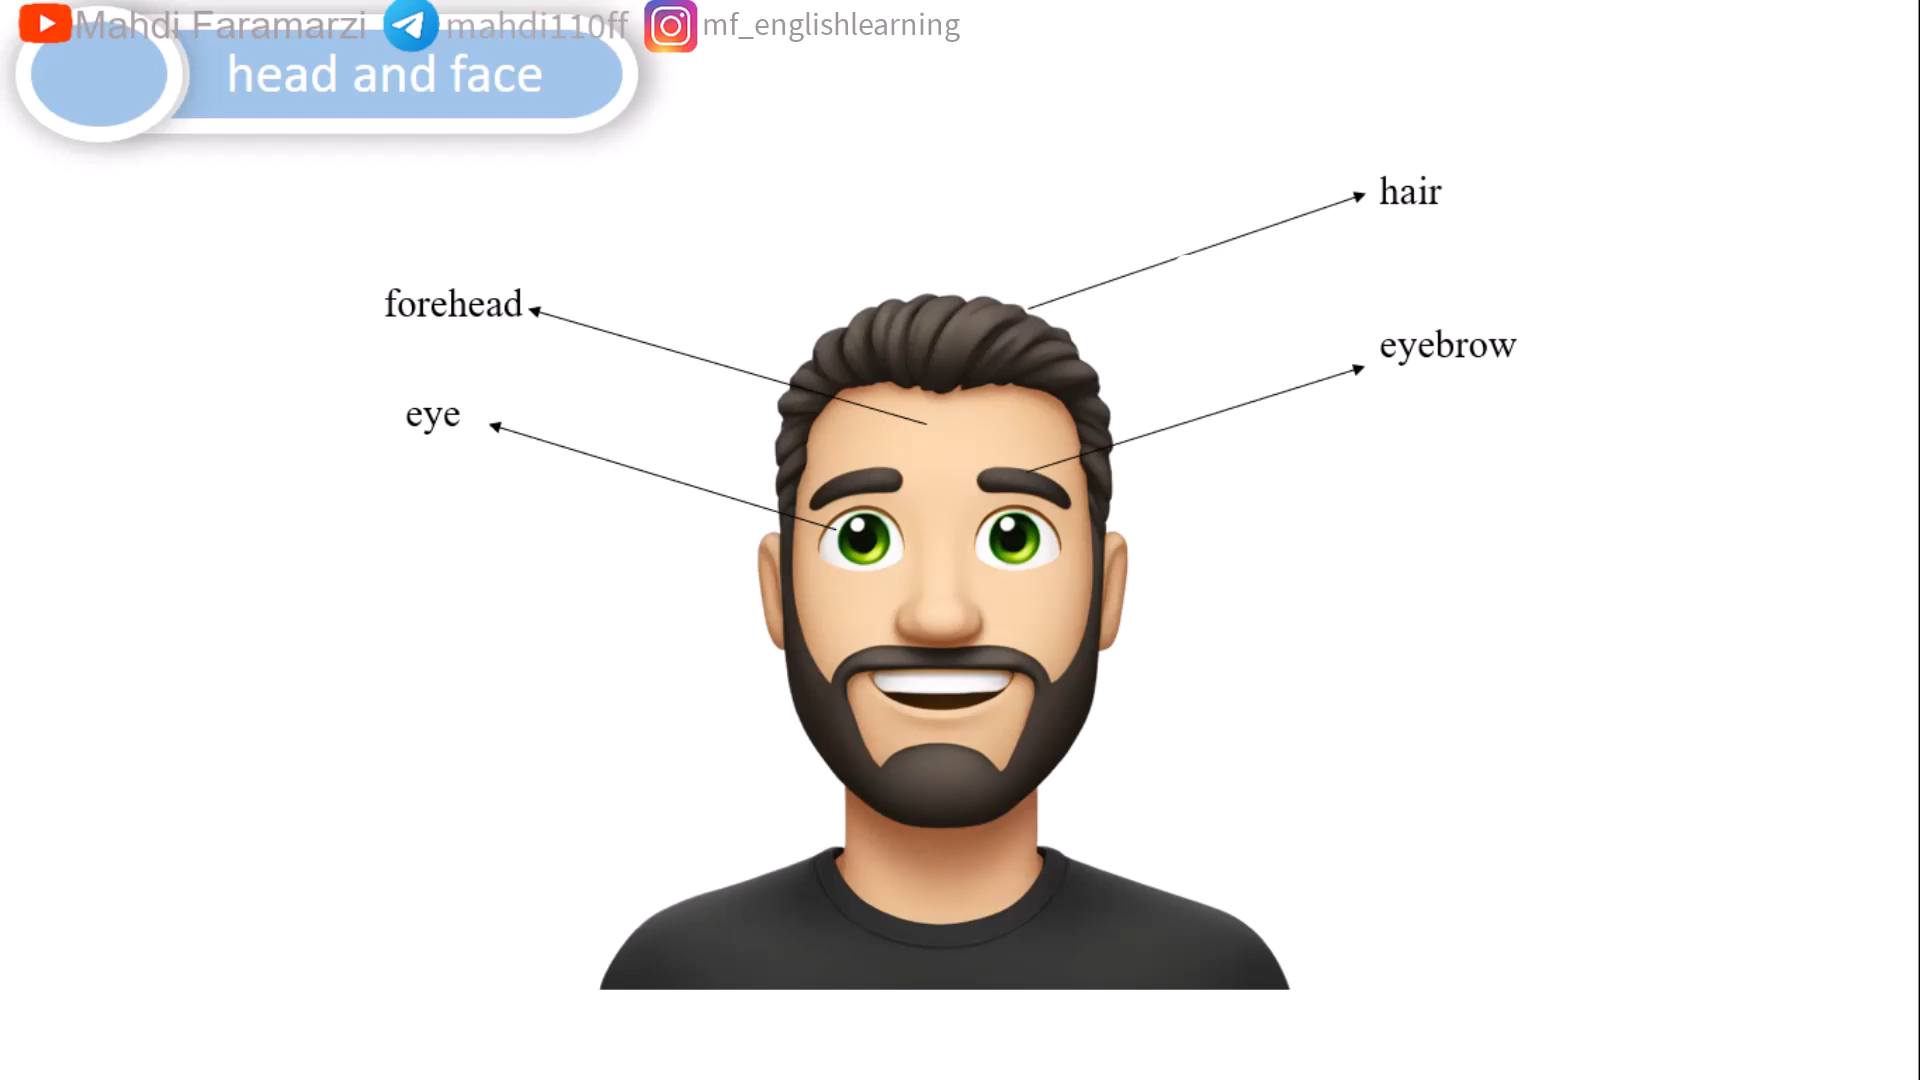 Mahdi Faramarzi mahdi110ff mf_englishlearning
head and face
hair
forehead
eyebrow
eye